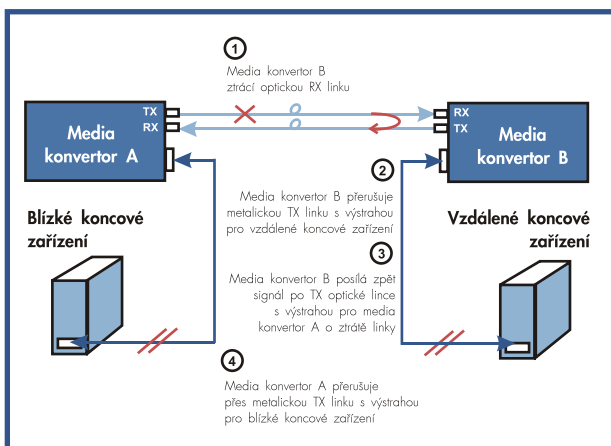 1
Media konvertor B
ztrácí optickou RX linku
TX
RX
Media
konvertor A
RX
TX
Media
konvertor B
2
Media konvertor B přerušuje
metalickou TX linku s výstrahou
pro vzdálené koncové zařízení
Blízké koncové
zařízení
Vzdálené koncové
zařízení
3
Media konvertor B posílá zpět
signál po TX optické lince
s výstrahou pro media
konvertor A o ztrátě linky
4
Media konvertor A přerušuje
přes metalickou TX linku s výstrahou
pro blízké koncové zařízení